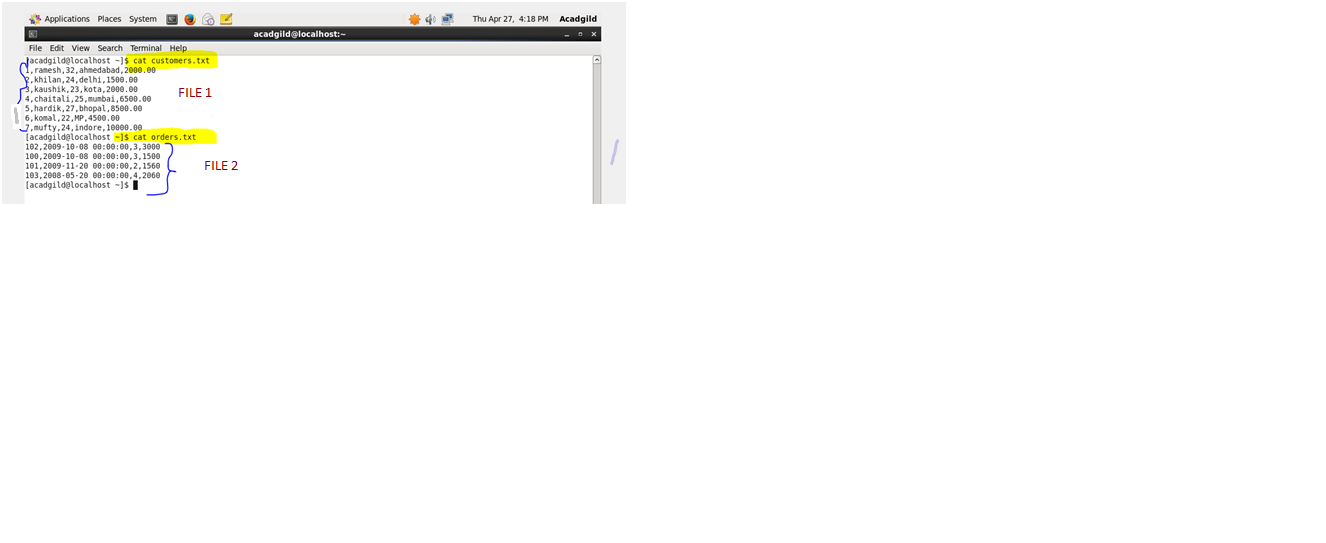 Applications Places System Thu Apr 27, 4:18 PM Acadgild
acadgild@localhost:~
File Edit View Search Terminal Help
[acadgild@localhost ~]$ cat customers.txt
1,ramesh,32,ahmedabad,2000.00
2,khilan,24,delhi,1500.00
3,kaushik,23,kota,2000.00
FILE 1
4,chaitali,25,mumbai,6500.00
5,hardik,27,bhopal,8500.00
6,komal,22,MP,4500.00
7,mufty,24,indore,10000.00
[acadgild@localhost ~]$ cat orders.txt
102,2009-10-08 00:00:00,3,3000
100,2009-10-08 00:00:00,3,1500
101,2009-11-20 00:00:00,2,1560
FILE 2
103,2008-05-20 00:00:00,4,2060
[acadgild@localhost ~]$